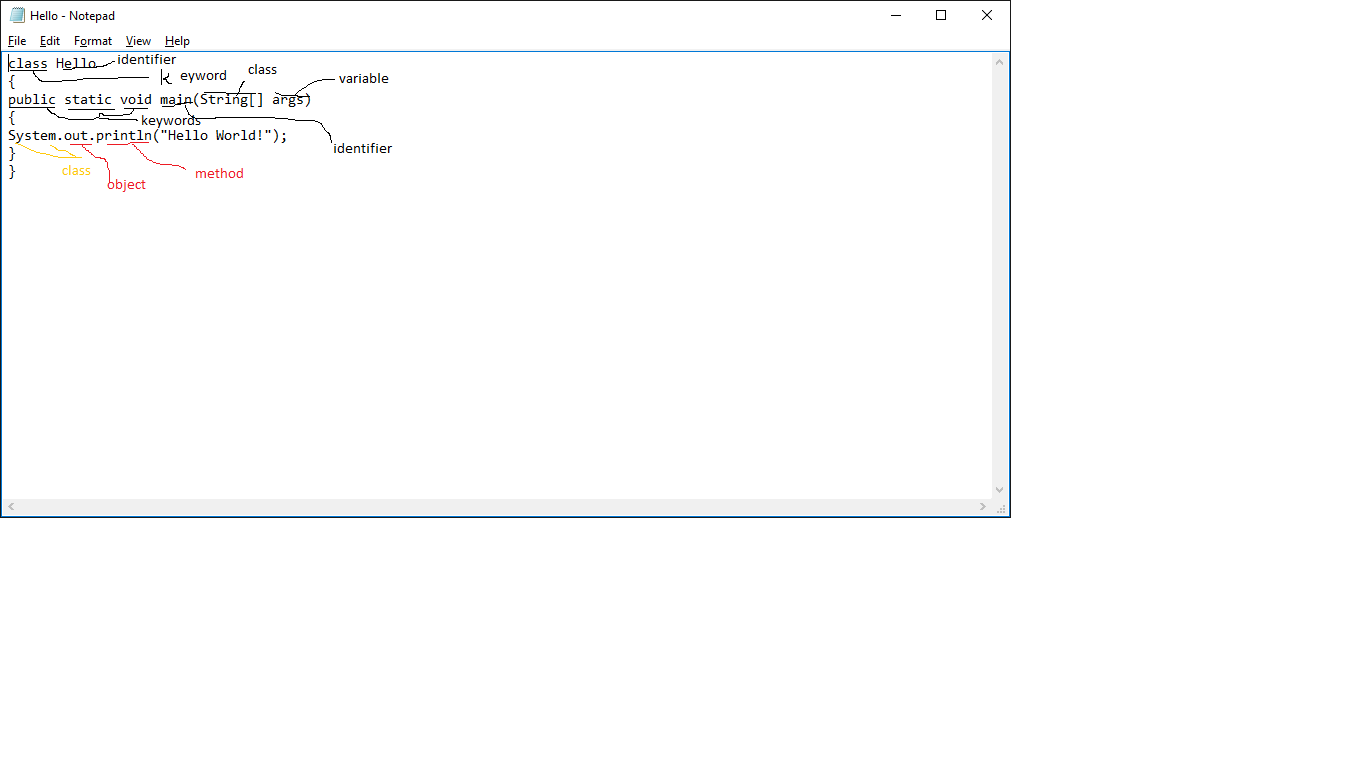 Hello - Notepad
File Edit Format View Help
class Hello identifier
{ Keyword class variable
public static void main(String[] args)
{ keywords
System.out.println("Hello World!"); identifier
}
} class object method